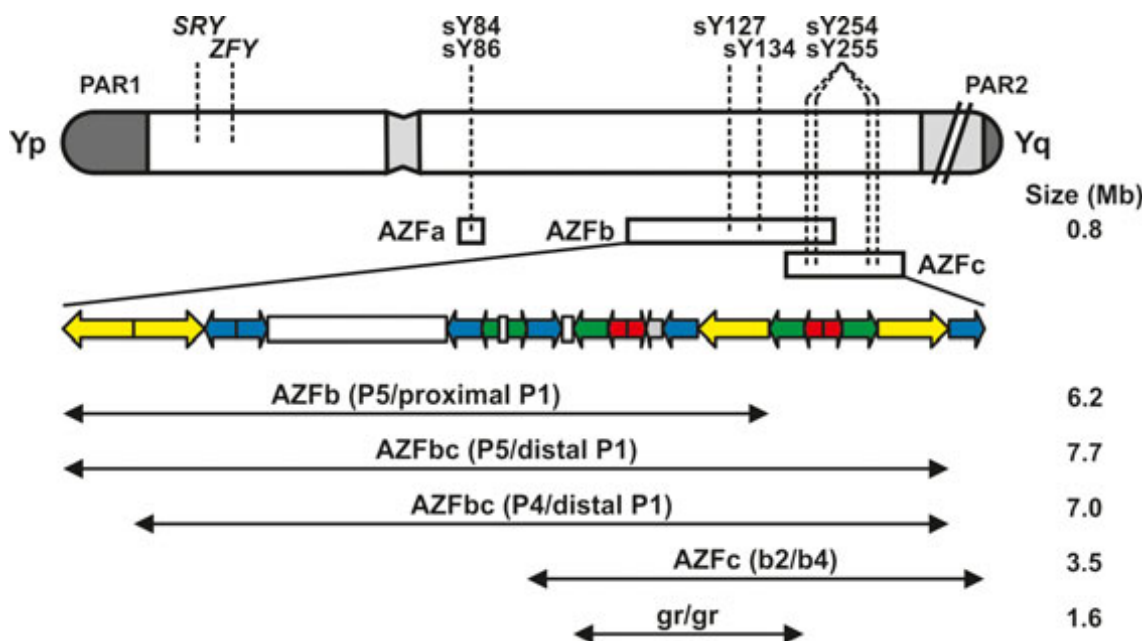 SRY
ZFY
sY84
sY86
sY127
sY134
sY254
sY255
PAR1
PAR2
Yp
Yq
Size (Mb)
AZFa
AZFb
0.8
AZFc
AZFb (P5/proximal P1)
6.2
AZFbc (P5/distal P1)
7.7
AZFbc (P4/distal P1)
7.0
AZFc (b2/b4)
3.5
gr/gr
1.6